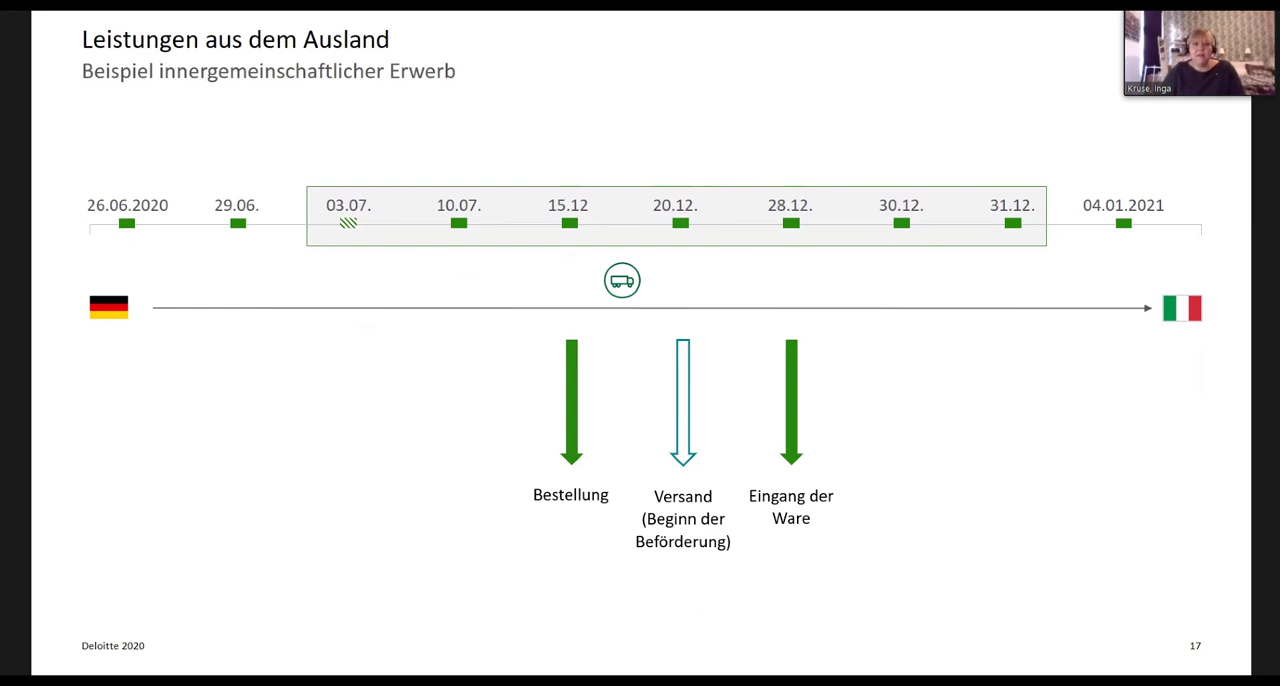 Leistungen aus dem Ausland
Beispiel innergemeinschaftlicher Erwerb
Kruse, Inga
26.06.2020 29.06. 03.07. 10.07. 15.12 20.12. 28.12. 30.12. 31.12. 04.01.2021
Bestellung
Versand
(Beginn der
Beförderung)
Eingang der
Ware
Deloitte 2020
17